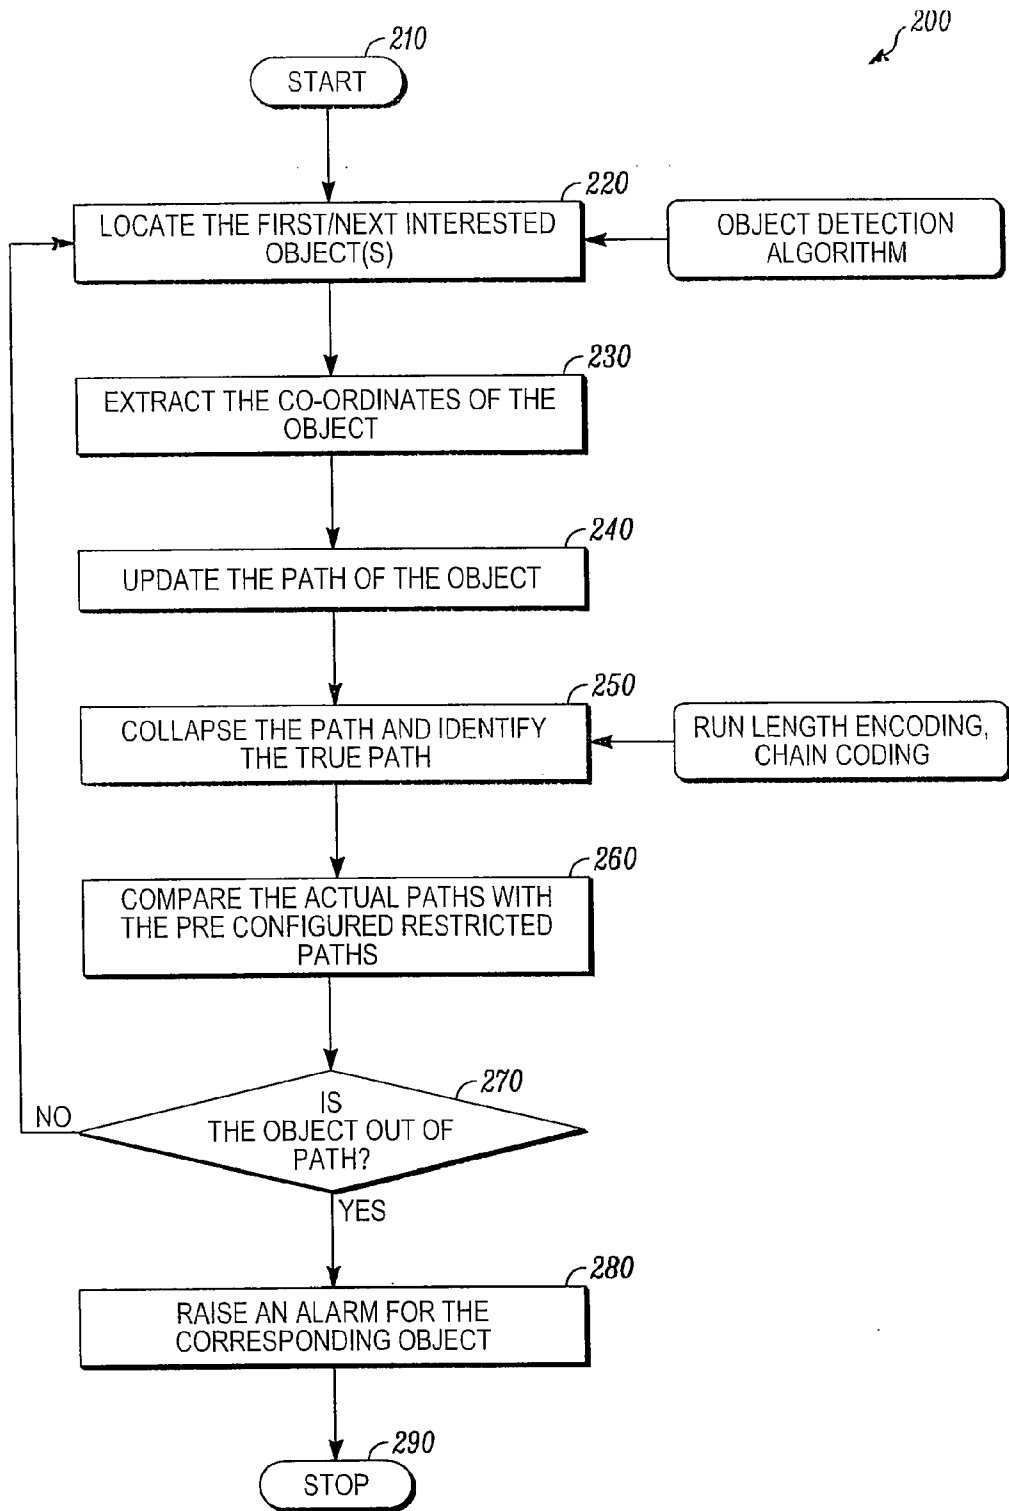 200
210
START
220
LOCATE THE FIRST/NEXT INTERESTED
OBJECT(S)
OBJECT DETECTION
ALGORITHM
230
EXTRACT THE CO-ORDINATES OF THE
OBJECT
240
UPDATE THE PATH OF THE OBJECT
250
COLLAPSE THE PATH AND IDENTIFY
THE TRUE PATH
RUN LENGTH ENCODING,
CHAIN CODING
260
COMPARE THE ACTUAL PATHS WITH
THE PRE CONFIGURED RESTRICTED
PATHS
270
IS
THE OBJECT OUT OF
PATH?
NO
YES
280
RAISE AN ALARM FOR THE
CORRESPONDING OBJECT
290
STOP